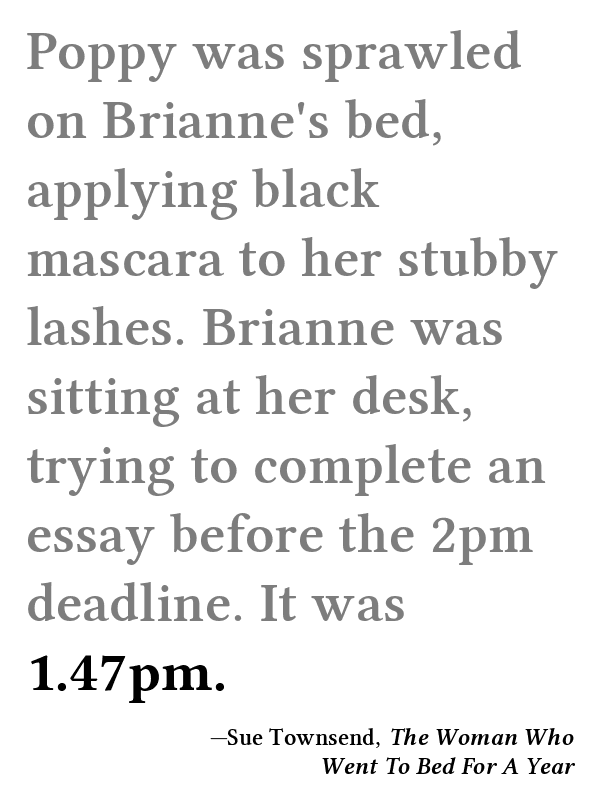 Poppy was sprawled
on Brianne's bed,
applying black
mascara to her stubby
lashes. Brianne was
sitting at her desk,
trying to complete an
essay before the 2pm
deadline. It was
1.47pm.
—Sue Townsend, The Woman Who
Went To Bed For A Year